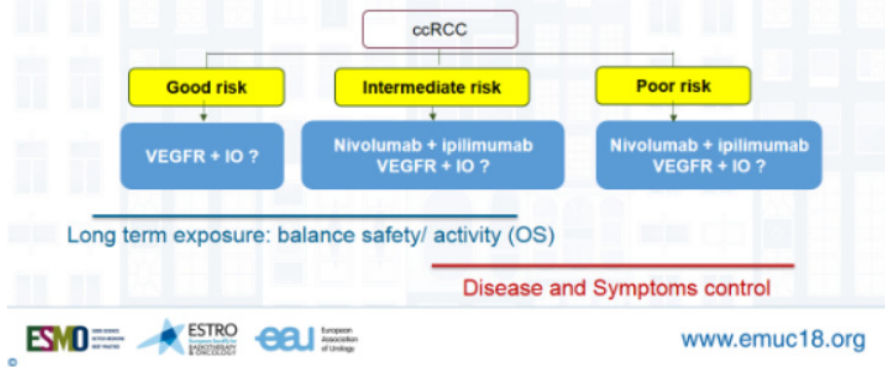 ccRCC
Good risk
Intermediate risk
Poor risk
VEGFR + IO ?
Nivolumab + ipilimumab
VEGFR + IO ?
Nivolumab + ipilimumab
VEGFR + IO ?
Long term exposure: balance safety/ activity (OS)
Disease and Symptoms control
ESMO
ESTRO
eau
European
Association
of Urology
www.emuc18.org
©